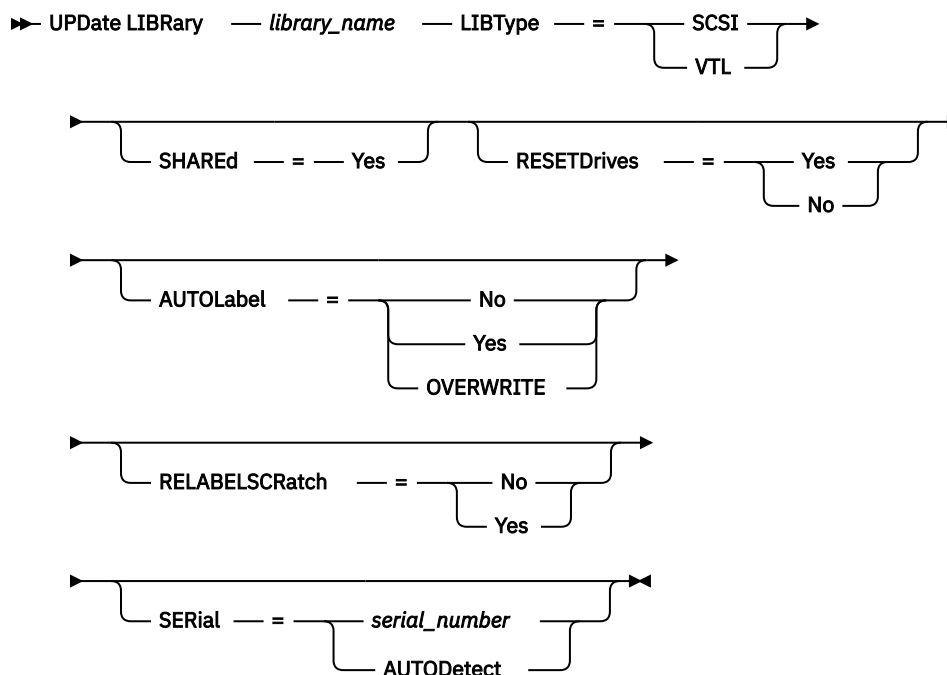 UPDate LIBRary library_name LIBType = SCSI
VTL
SHAREd = Yes RESETDrives = Yes
No
AUTOLabel = No
Yes
OVERWRITE
RELABELSCRatch = No
Yes
SERial = serial_number
AUTODetect